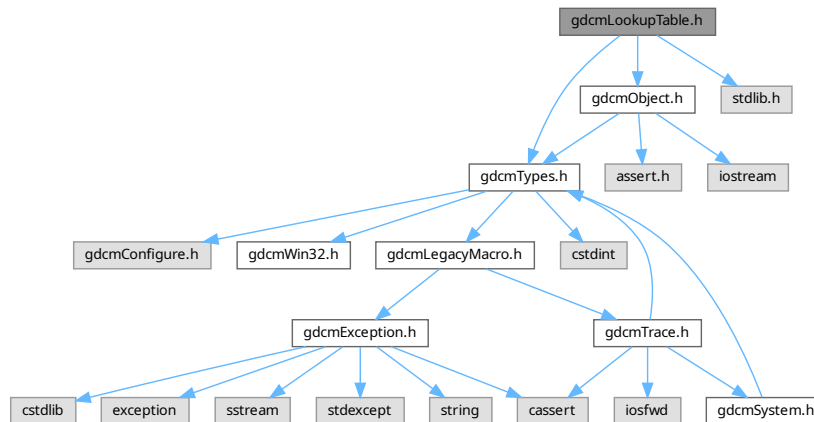 gdcmLookupTable.h
gdcmObject.h
stdlib.h
gdcmTypes.h
assert.h
iostream
gdcmConfigure.h
gdcmWin32.h
gdcmLegacyMacro.h
cstdint
gdcmException.h
gdcmTrace.h
cstdlib
exception
sstream
stdexcept
string
cassert
iosfwd
gdcmSystem.h